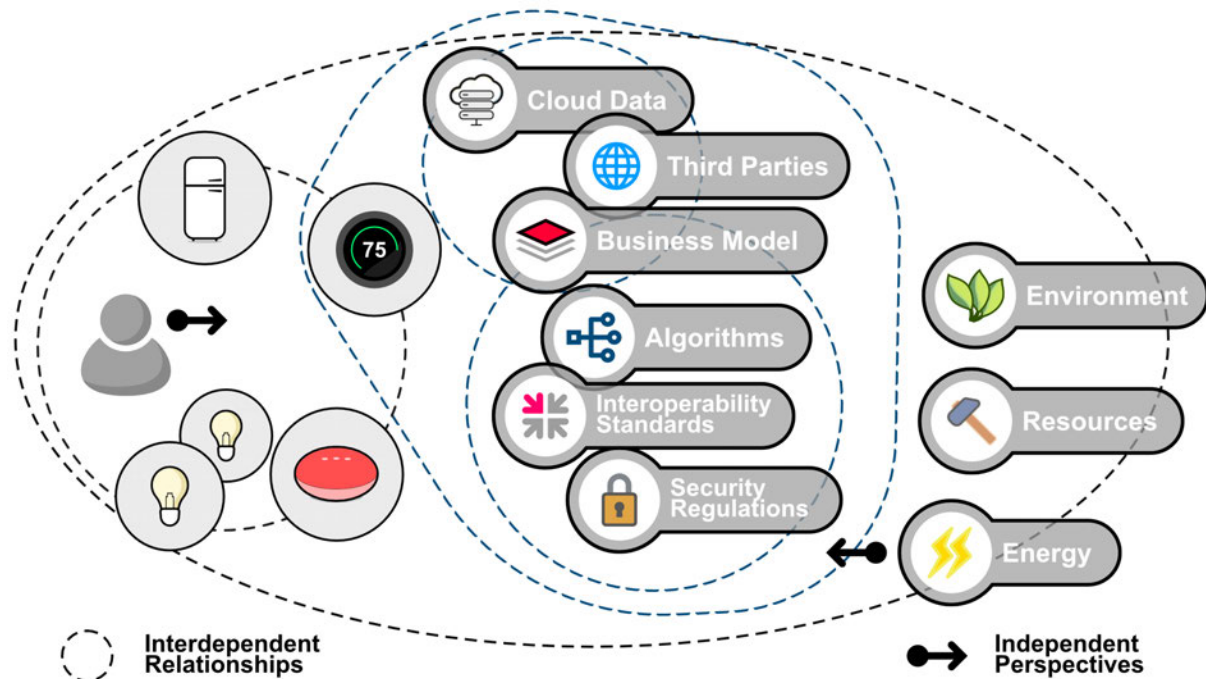 Cloud Data
Third Parties
75
Business Model
Environment
Algorithms
Interoperability
Standards
Resources
Security
Regulations
Energy
Interdependent
Relationships
Independent
Perspectives